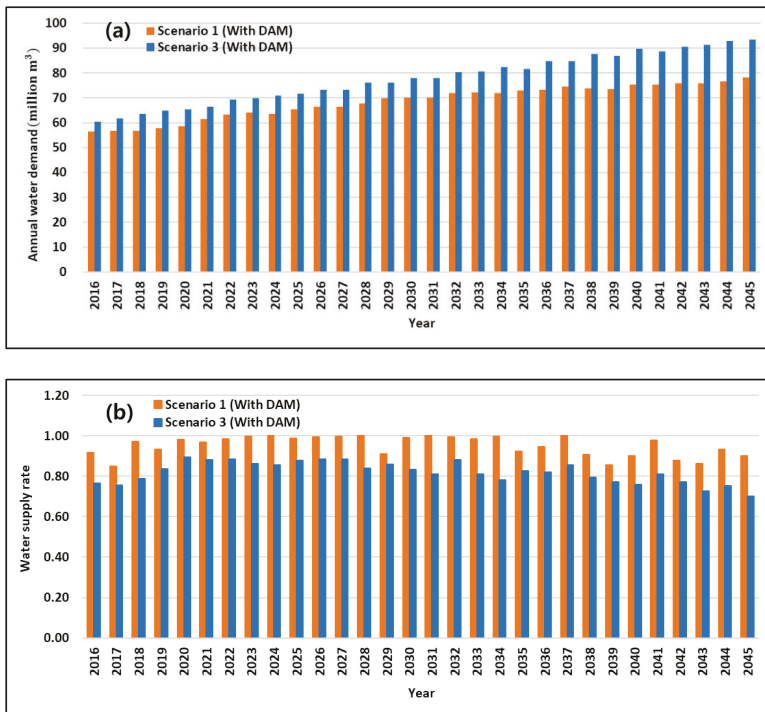 (a)
Scenario 1 (With DAM)
Scenario 3 (With DAM)
Annual water demand (million m³)
100
90
80
70
60
50
40
30
20
10
0
2016 2017 2018 2019 2020 2021 2022 2023 2024 2025 2026 2027 2028 2029 2030 2031 2032 2033 2034 2035 2036 2037 2038 2039 2040 2041 2042 2043 2044 2045
Year
(b)
Scenario 1 (With DAM)
Scenario 3 (With DAM)
Water supply rate
1.20
1.00
0.80
0.60
0.40
0.20
0.00
2016 2017 2018 2019 2020 2021 2022 2023 2024 2025 2026 2027 2028 2029 2030 2031 2032 2033 2034 2035 2036 2037 2038 2039 2040 2041 2042 2043 2044 2045
Year